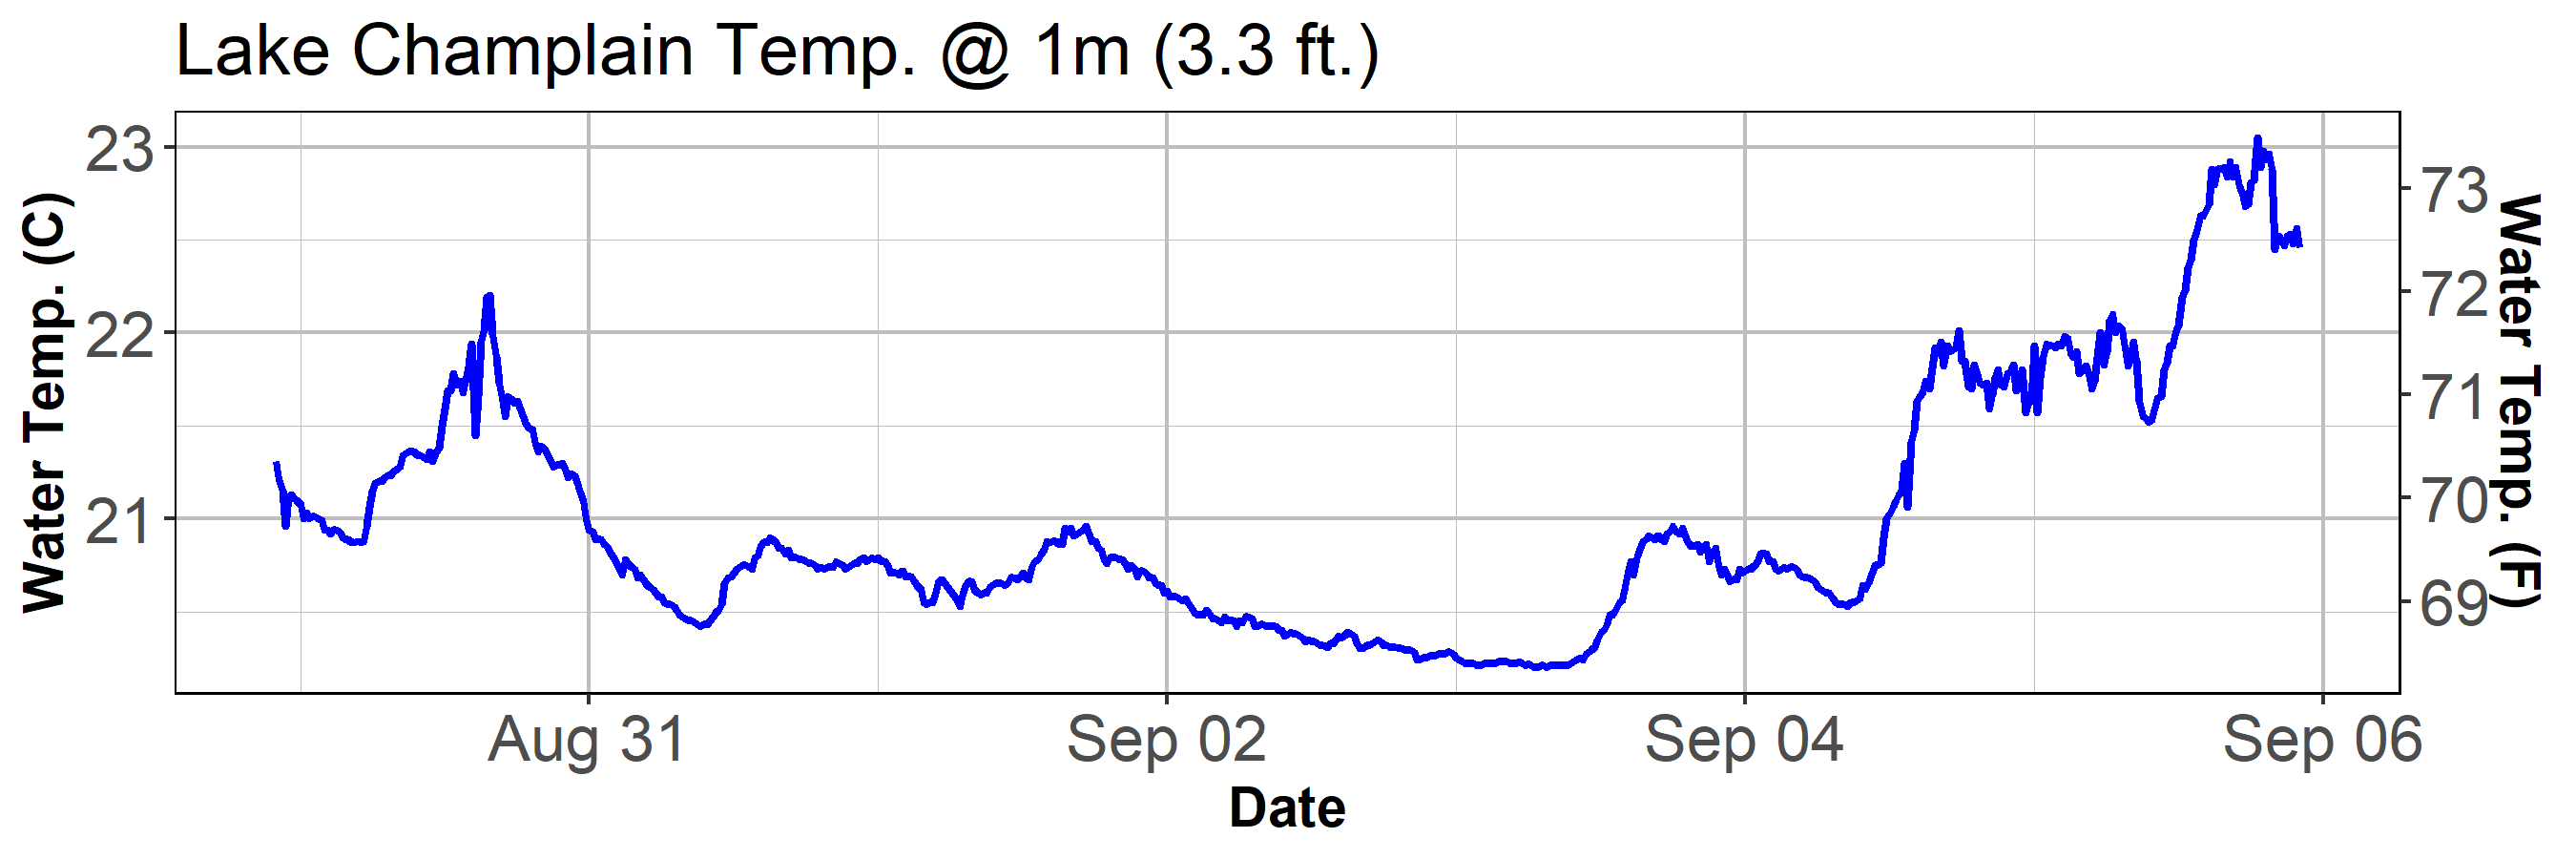 Lake Champlain Temp. @ 1m (3.3 ft.)
Water Temp. (C)
23
22
21
73
72
71
70
69
Water Temp. (F)
Aug 31
Sep 02
Sep 04
Sep 06
Date